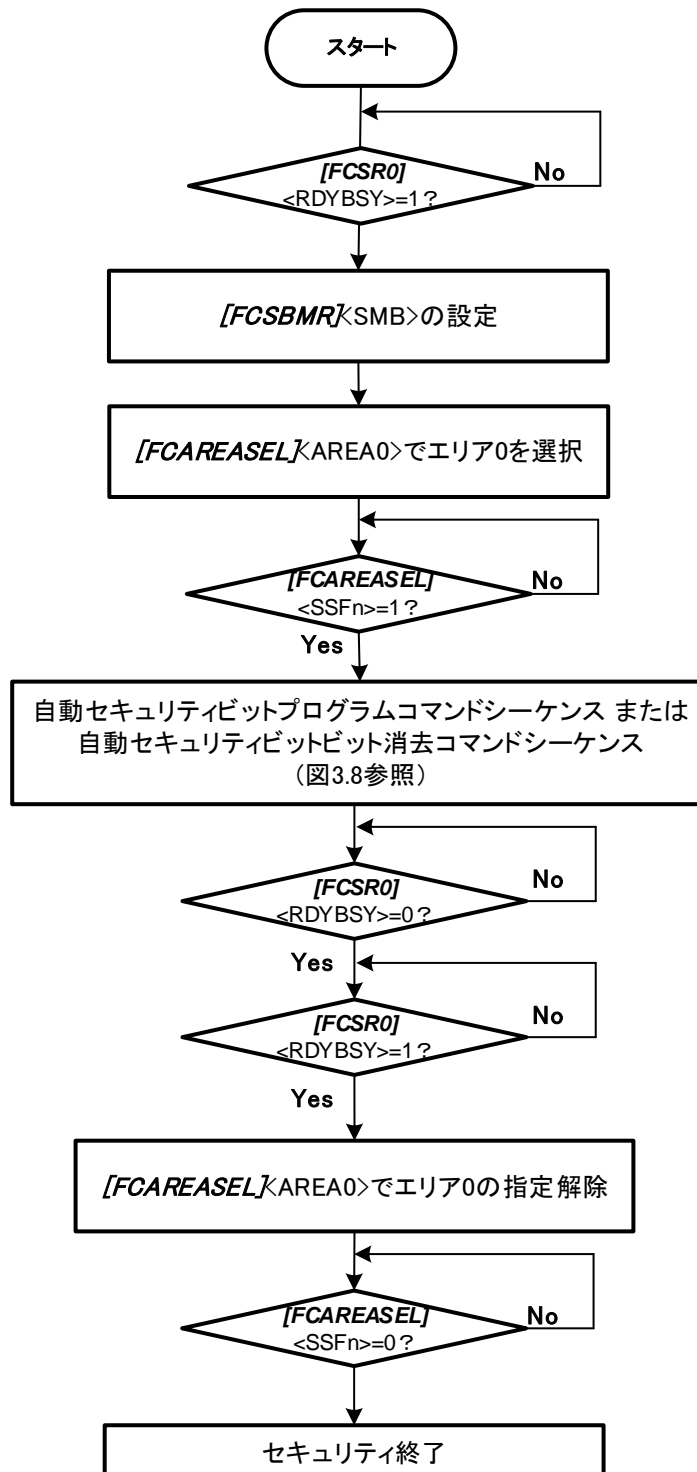 スタート
[FCSR0]
<RDYBSY>=1?
No
[FCSBMR]<SMB>の設定
[FCAREASEL]<AREA0>でエリア0を選択
[FCAREASEL]
<SSFn>=1?
No
Yes
自動セキュリティビットプログラムコマンドシーケンス または
自動セキュリティビットビット消去コマンドシーケンス
(図3.8参照)
[FCSR0]
<RDYBSY>=0?
No
Yes
[FCSR0]
<RDYBSY>=1?
No
Yes
[FCAREASEL]<AREA0>でエリア0の指定解除
[FCAREASEL]
<SSFn>=0?
No
セキュリティ終了